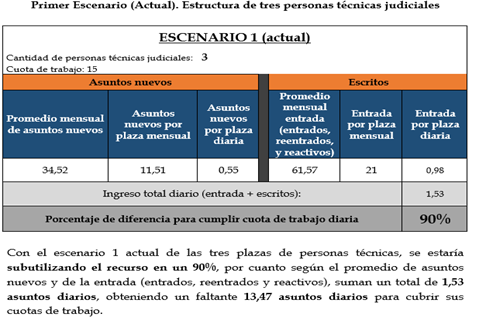 Primer Escenario (Actual). Estructura de tres personas técnicas judiciales
ESCENARIO 1 (actual)
Cantidad de personas técnicas judiciales: 3
Cuota de trabajo: 15
Asuntos nuevos Escritos
Promedio mensual de asuntos nuevos Asuntos nuevos por plaza mensual Asuntos nuevos por plaza diaria Promedio mensual entrada (entrados, reentrados, y reactivos) Entrada por plaza mensual Entrada por plaza diaria
34,52 11,51 0,55 61,57 21 0,98
Ingreso total diario (entrada + escritos): 1,53
Porcentaje de diferencia para cumplir cuota de trabajo diaria 90%
Con el escenario 1 actual de las tres plazas de personas técnicas, se estaría
subutilizando el recurso en un 90%, por cuanto según el promedio de asuntos
nuevos y de la entrada (entrados, reentrados y reactivos), suman un total de 1,53
asuntos diarios, obteniendo un faltante 13,47 asuntos diarios para cubrir sus
cuotas de trabajo.